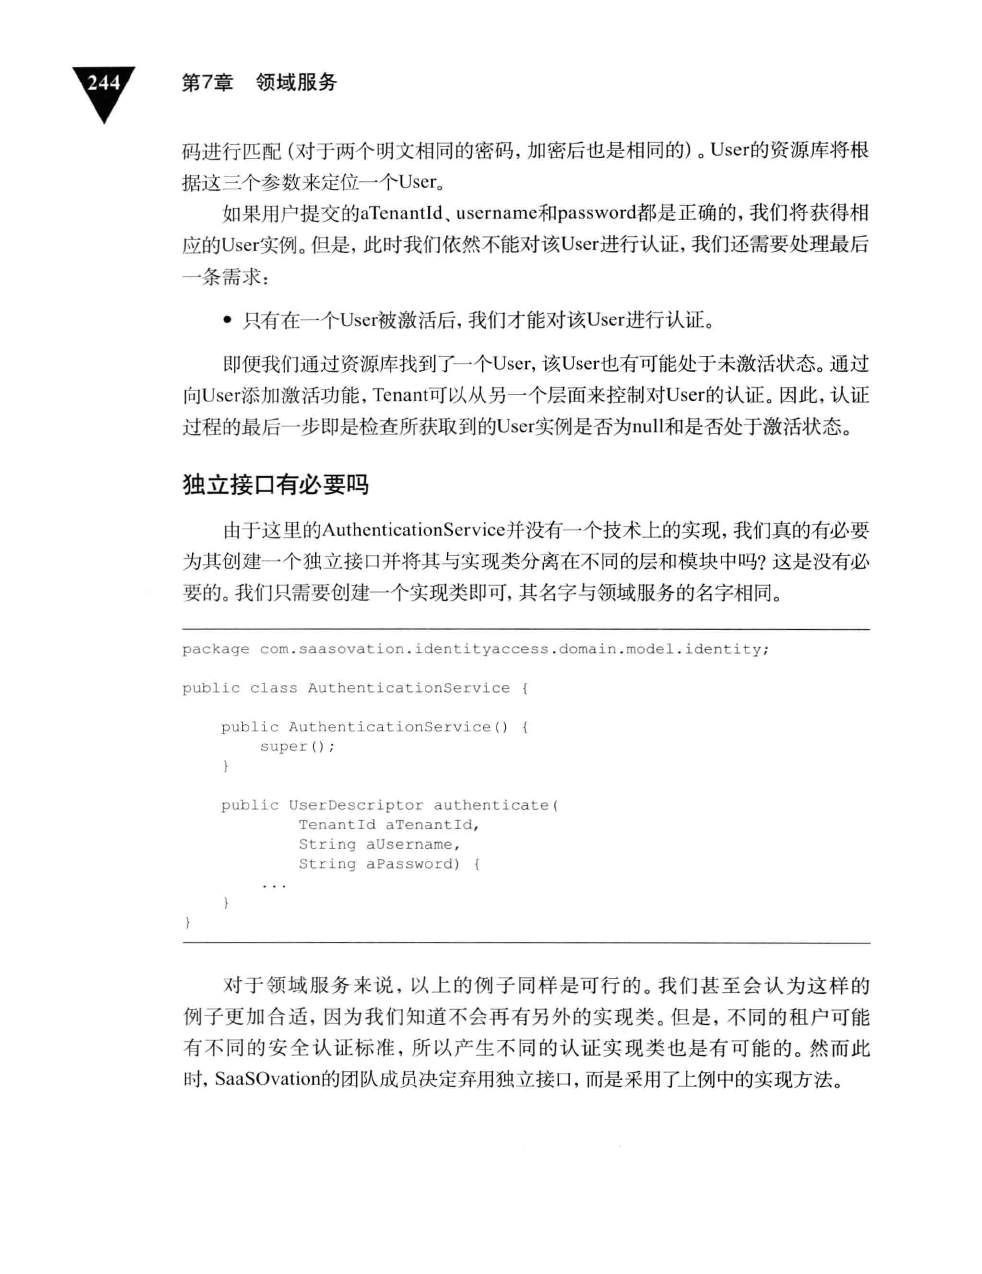 244
第7章 领域服务
码进行匹配(对于两个明文相同的密码,加密后也是相同的)。User的资源库将根
据这三个参数来定位一个User。
如果用户提交的aTenantId、username和password都是正确的,我们将获得相
应的User实例。但是,此时我们依然不能对该User进行认证,我们还需要处理最后
一条需求:
• 只有在一个User被激活后,我们才能对该User进行认证。
即便我们通过资源库找到了一个User,该User也有可能处于未激活状态。通过
向User添加激活功能,Tenant可以从另一个层面来控制对User的认证。因此,认证
过程的最后一步即是检查所获取到的User实例是否为null和是否处于激活状态。
独立接口有必要吗
由于这里的AuthenticationService并没有一个技术上的实现,我们真的有必要
为其创建一个独立接口并将其与实现类分离在不同的层和模块中吗?这是没有必
要的。我们只需要创建一个实现类即可,其名字与领域服务的名字相同。
package com.saasovation.identityaccess.domain.model.identity;
public class AuthenticationService {
public AuthenticationService() {
super();
}
public UserDescriptor authenticate(
TenantId aTenantId,
String aUsername,
String aPassword) {
...
}
}
对于领域服务来说,以上的例子同样是可行的。我们甚至会认为这样的
例子更加合适,因为我们知道不会再有另外的实现类。但是,不同的租户可能
有不同的安全认证标准,所以产生不同的认证实现类也是有可能的。然而此
时,SaaSOvation的团队成员决定弃用独立接口,而是采用了上例中的实现方法。